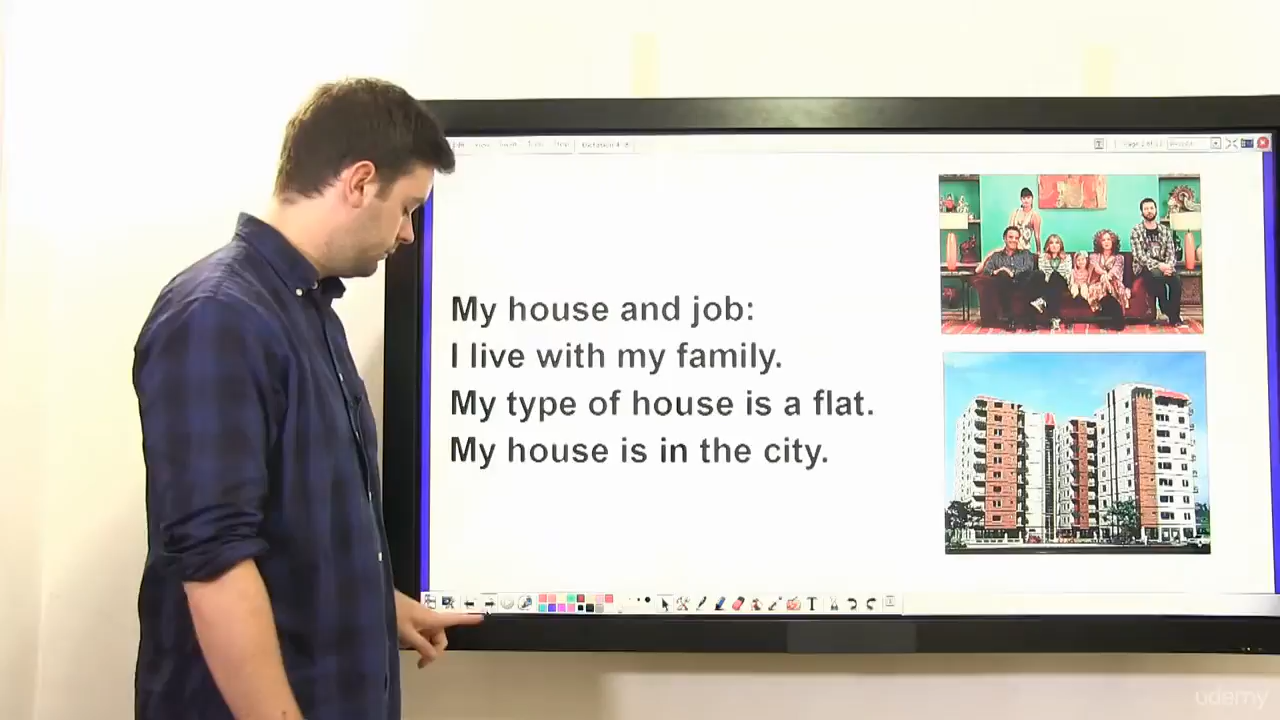 My house and job:
I live with my family.
My type of house is a flat.
My house is in the city.
T
udemy